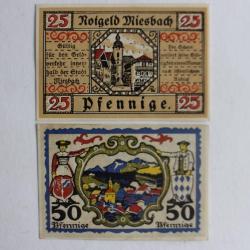 25 Notgeld Miesbach 25
Gültig
für den Geld-
verkehr inner-
halb der Stadt
Miesbach
25 Pfennige. 25
50 50
Pfennige Pfennige